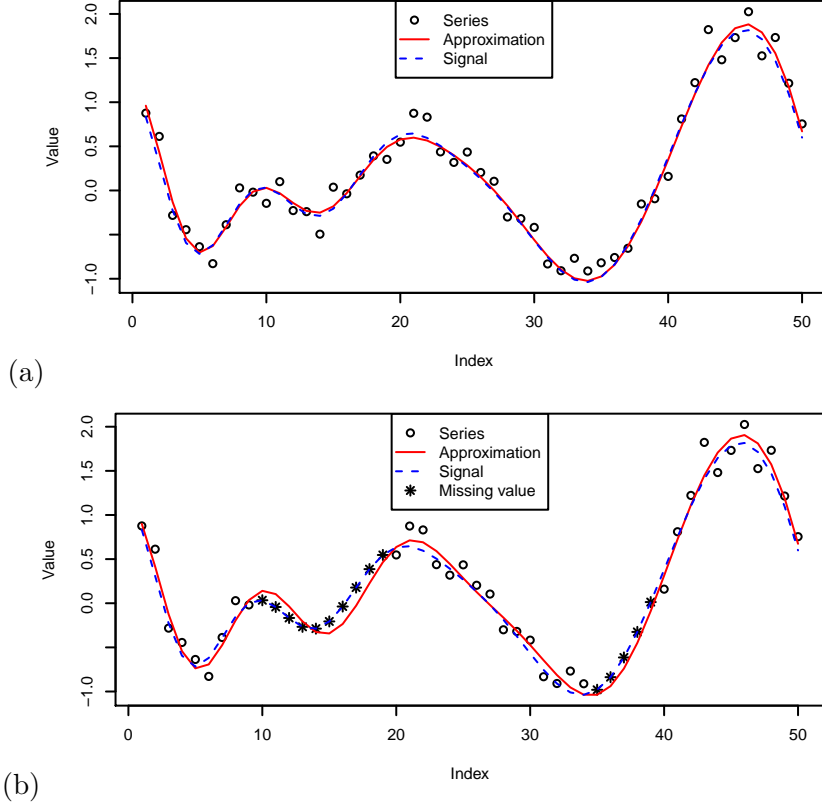 2.0
1.5
1.0
0.5
0.0
−1.0
Value
Series
Approximation
Signal
0 10 20 30 40 50
Index
(a)
2.0
1.5
1.0
0.5
0.0
−1.0
Value
Series
Approximation
Signal
Missing value
0 10 20 30 40 50
Index
(b)